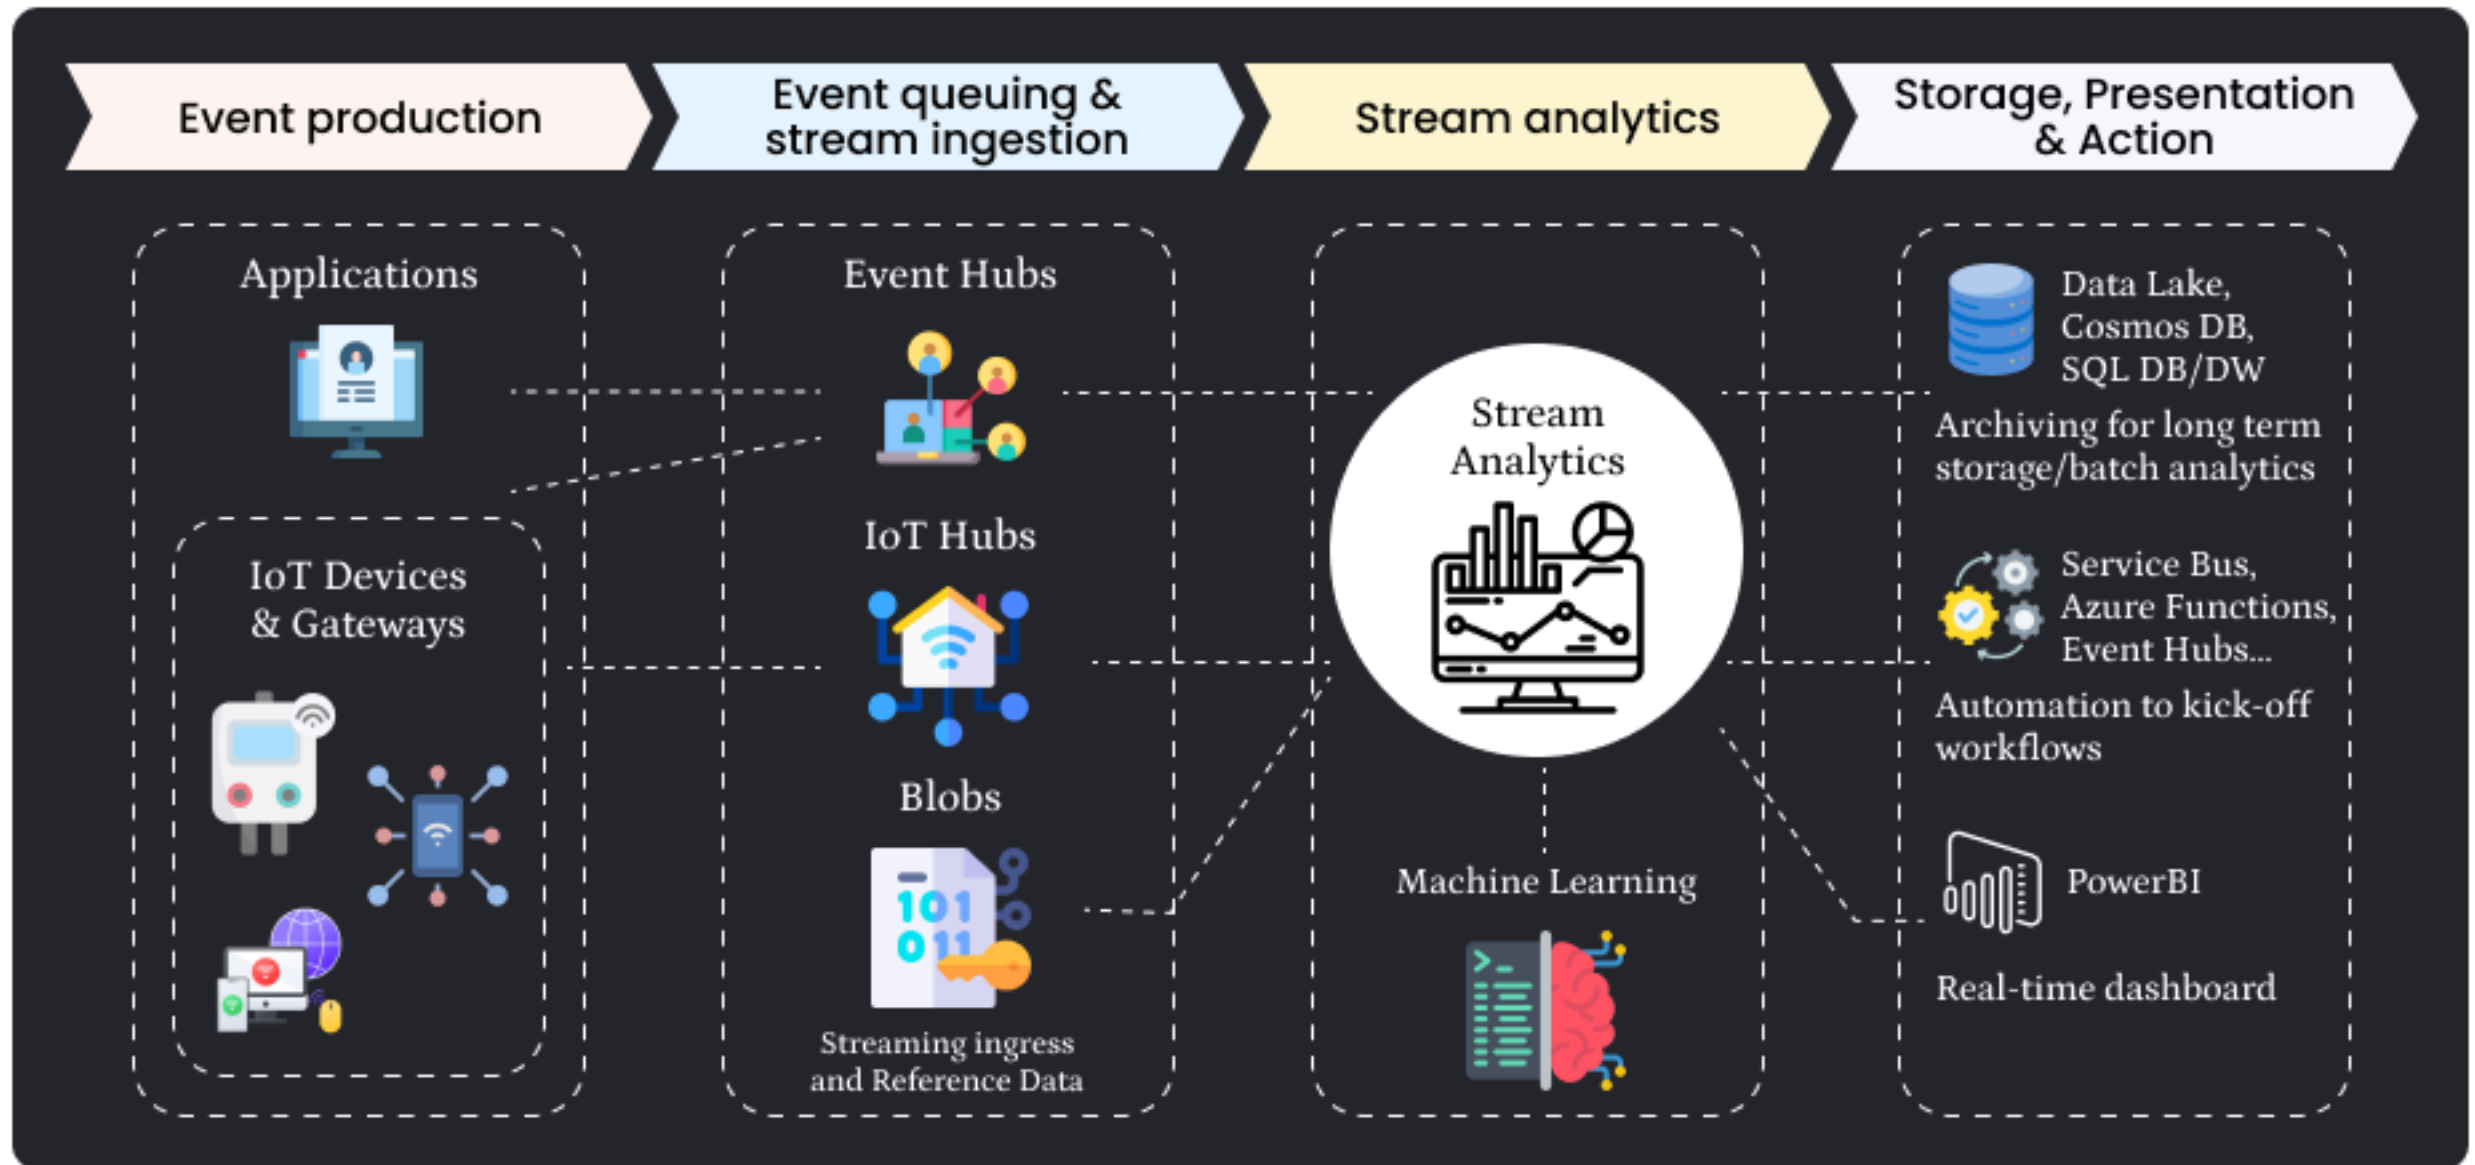 Event production
Event queuing &
stream ingestion
Stream analytics
Storage, Presentation
& Action
Applications
IoT Devices
& Gateways
Event Hubs
IoT Hubs
Blobs
101
011
Streaming ingress
and Reference Data
Stream
Analytics
Machine Learning
Data Lake,
Cosmos DB,
SQL DB/DW
Archiving for long term
storage/batch analytics
Service Bus,
Azure Functions,
Event Hubs...
Automation to kick-off
workflows
PowerBI
Real-time dashboard